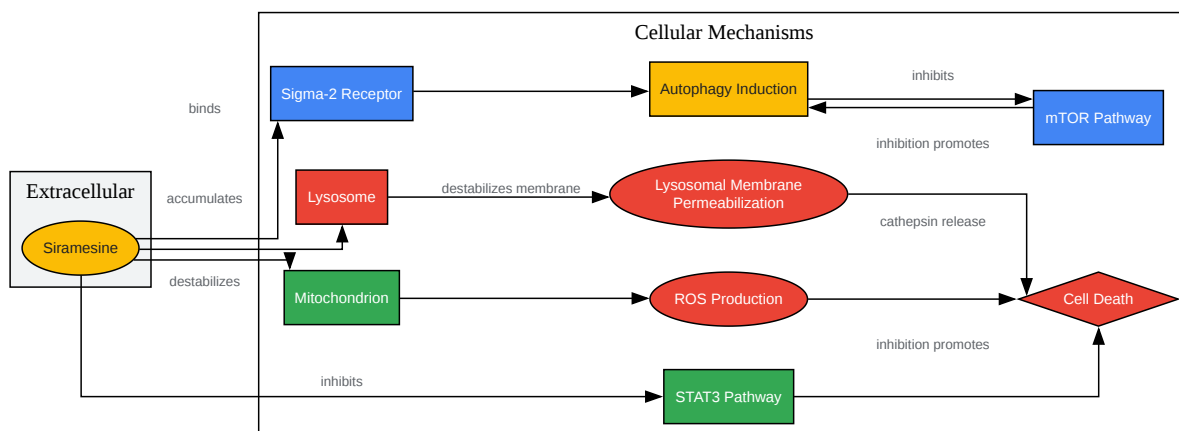 Cellular Mechanisms
Sigma-2 Receptor
Autophagy Induction
inhibits
binds
mTOR Pathway
inhibition promotes
Extracellular
Siramesine
accumulates
Lysosome
destabilizes membrane
Lysosomal Membrane
Permeabilization
cathepsin release
destabilizes
Mitochondrion
ROS Production
Cell Death
inhibition promotes
inhibits
STAT3 Pathway